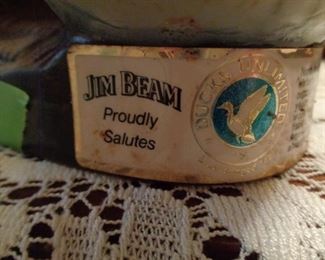 JIM BEAM
Proudly
Salutes
DUCKS UNLIMITED